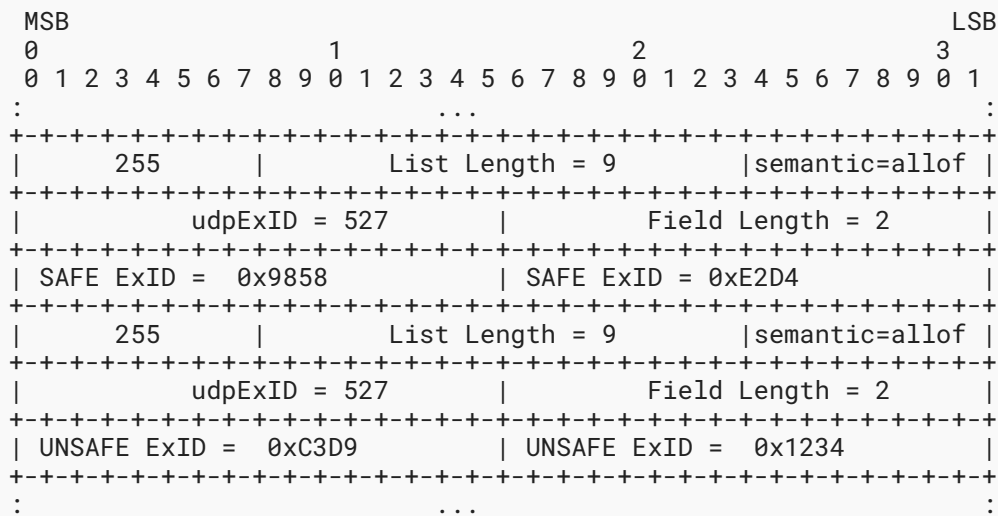 MSB                                                          LSB
0                   1                   2                   3
0 1 2 3 4 5 6 7 8 9 0 1 2 3 4 5 6 7 8 9 0 1 2 3 4 5 6 7 8 9 0 1
:                           ...                                 :
+-+-+-+-+-+-+-+-+-+-+-+-+-+-+-+-+-+-+-+-+-+-+-+-+-+-+-+-+-+-+-+-+
|      255      |        List Length = 9        |semantic=allof |
+-+-+-+-+-+-+-+-+-+-+-+-+-+-+-+-+-+-+-+-+-+-+-+-+-+-+-+-+-+-+-+-+
|           udpExID = 527       |         Field Length = 2      |
+-+-+-+-+-+-+-+-+-+-+-+-+-+-+-+-+-+-+-+-+-+-+-+-+-+-+-+-+-+-+-+-+
| SAFE ExID =  0x9858           | SAFE ExID = 0xE2D4            |
+-+-+-+-+-+-+-+-+-+-+-+-+-+-+-+-+-+-+-+-+-+-+-+-+-+-+-+-+-+-+-+-+
|      255      |        List Length = 9        |semantic=allof |
+-+-+-+-+-+-+-+-+-+-+-+-+-+-+-+-+-+-+-+-+-+-+-+-+-+-+-+-+-+-+-+-+
|           udpExID = 527       |         Field Length = 2      |
+-+-+-+-+-+-+-+-+-+-+-+-+-+-+-+-+-+-+-+-+-+-+-+-+-+-+-+-+-+-+-+-+
| UNSAFE ExID =  0xC3D9         | UNSAFE ExID =  0x1234         |
+-+-+-+-+-+-+-+-+-+-+-+-+-+-+-+-+-+-+-+-+-+-+-+-+-+-+-+-+-+-+-+-+
:                           ...                                 :